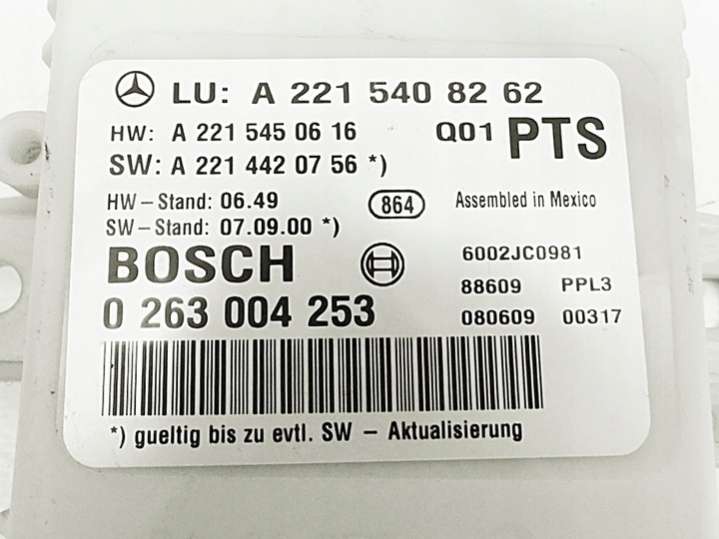 LU: A 221 540 82 62
HW: A 221 545 06 16 Q01 PTS
SW: A 221 442 07 56 *)
HW – Stand: 06.49 864 Assembled in Mexico
SW – Stand: 07.09.00 *)
BOSCH 6002JC0981
88609 PPL3
0 263 004 253 080609 00317
*) gueltig bis zu evtl. SW – Aktualisierung